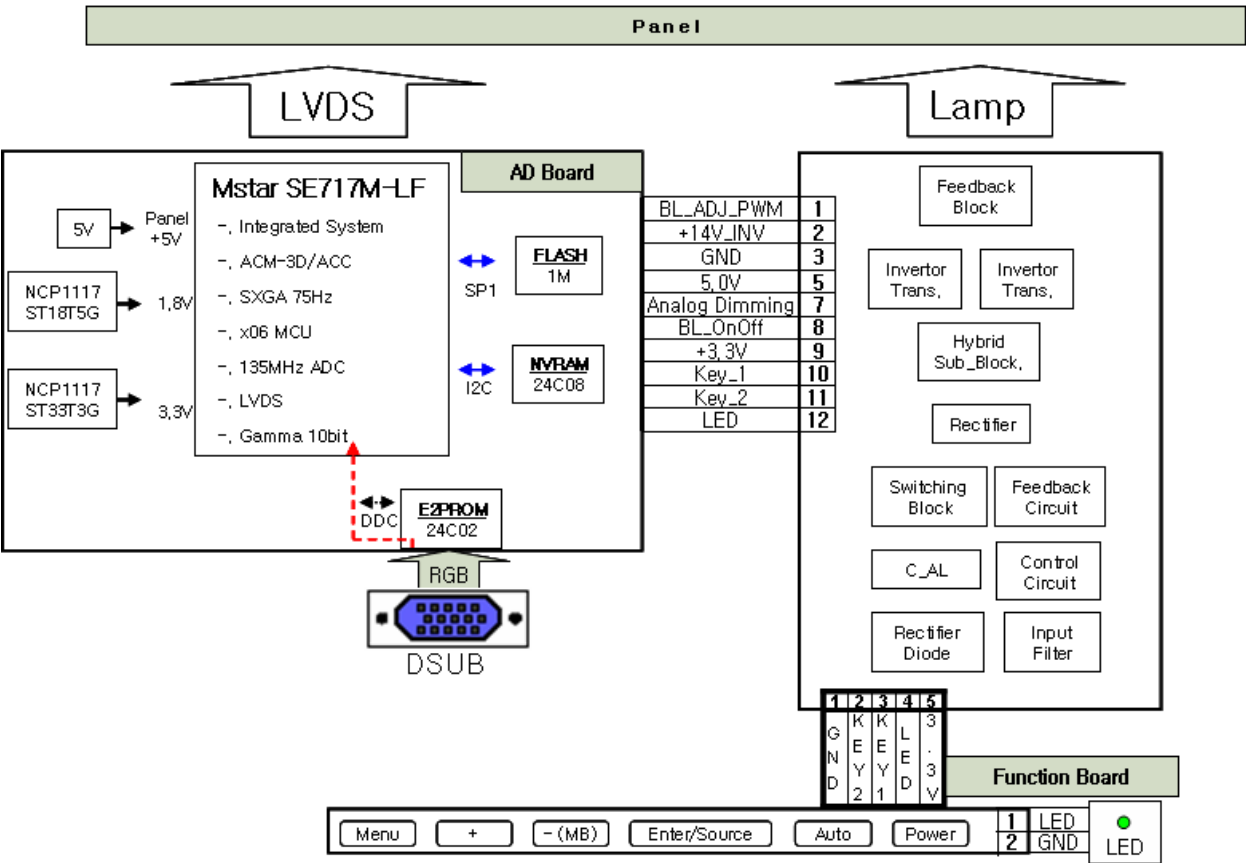 Panel
LVDS
Lamp
AD Board
Mstar SE717M-LF
-, Integrated System
-, ACM-3D/ACC
-, SXGA 75Hz
-, x06 MCU
-, 135MHz ADC
-, LVDS
-, Gamma 10bit
5V
Panel
+5V
NCP1117
ST18T5G
1,8V
NCP1117
ST33T3G
3,3V
SP1
FLASH
1M
I2C
NVRAM
24C08
DDC
E2PROM
24C02
RGB
DSUB
BL_ADJ_PWM 1
+14V_INV 2
GND 3
5,0V 5
Analog Dimming 7
BL_OnOff 8
+3,3V 9
Key_1 10
Key_2 11
LED 12
Feedback
Block
Invertor
Trans,
Invertor
Trans,
Hybrid
Sub_Block,
Rectifier
Switching
Block
Feedback
Circuit
C_AL
Control
Circuit
Rectifier
Diode
Input
Filter
1 2 3 4 5
GND
KEY2
KEY1
LED
3.3V
Function Board
Menu
+
- (MB)
Enter/Source
Auto
Power
1 LED
2 GND
LED